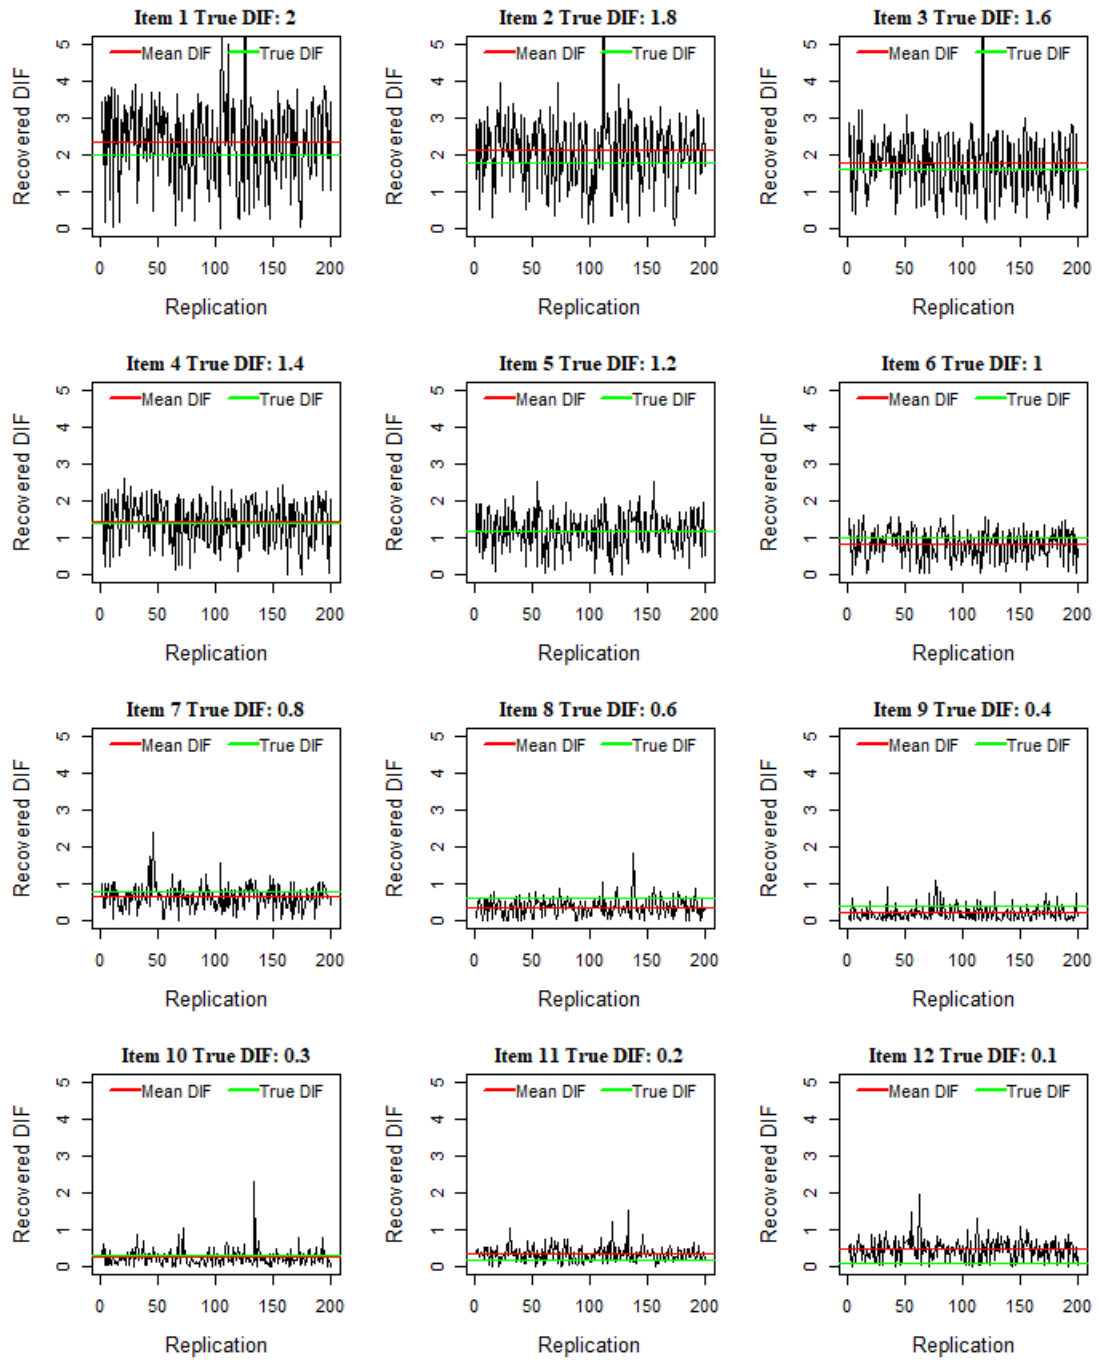 Item 1 True DIF: 2
Item 2 True DIF: 1.8
Item 3 True DIF: 1.6
Mean DIF True DIF
Mean DIF True DIF
Mean DIF True DIF
Recovered DIF
5
4
3
2
1
0
Recovered DIF
5
4
3
2
1
0
Recovered DIF
5
4
3
2
1
0
0 50 100 150 200
0 50 100 150 200
0 50 100 150 200
Replication
Replication
Replication
Item 4 True DIF: 1.4
Item 5 True DIF: 1.2
Item 6 True DIF: 1
Mean DIF True DIF
Mean DIF True DIF
Mean DIF True DIF
Recovered DIF
5
4
3
2
1
0
Recovered DIF
5
4
3
2
1
0
Recovered DIF
5
4
3
2
1
0
0 50 100 150 200
0 50 100 150 200
0 50 100 150 200
Replication
Replication
Replication
Item 7 True DIF: 0.8
Item 8 True DIF: 0.6
Item 9 True DIF: 0.4
Mean DIF True DIF
Mean DIF True DIF
Mean DIF True DIF
Recovered DIF
5
4
3
2
1
0
Recovered DIF
5
4
3
2
1
0
Recovered DIF
5
4
3
2
1
0
0 50 100 150 200
0 50 100 150 200
0 50 100 150 200
Replication
Replication
Replication
Item 10 True DIF: 0.3
Item 11 True DIF: 0.2
Item 12 True DIF: 0.1
Mean DIF True DIF
Mean DIF True DIF
Mean DIF True DIF
Recovered DIF
5
4
3
2
1
0
Recovered DIF
5
4
3
2
1
0
Recovered DIF
5
4
3
2
1
0
0 50 100 150 200
0 50 100 150 200
0 50 100 150 200
Replication
Replication
Replication